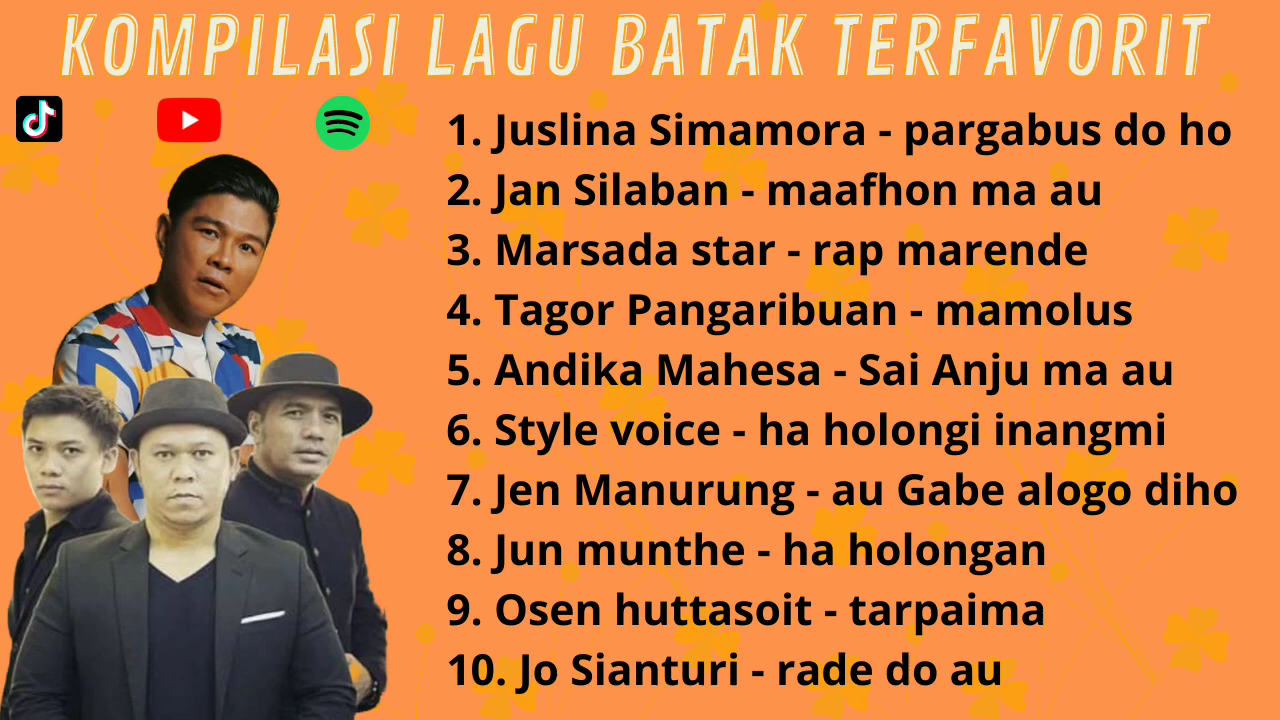 KOMPILASI LAGU BATAK TERFAVORIT
1. Juslina Simamora - pargabus do ho
2. Jan Silaban - maafhon ma au
3. Marsada star - rap marende
4. Tagor Pangaribuan - mamolus
5. Andika Mahesa - Sai Anju ma au
6. Style voice - ha holongi inangmi
7. Jen Manurung - au Gabe alogo diho
8. Jun munthe - ha holongan
9. Osen huttasoit - tarpaima
10. Jo Sianturi - rade do au